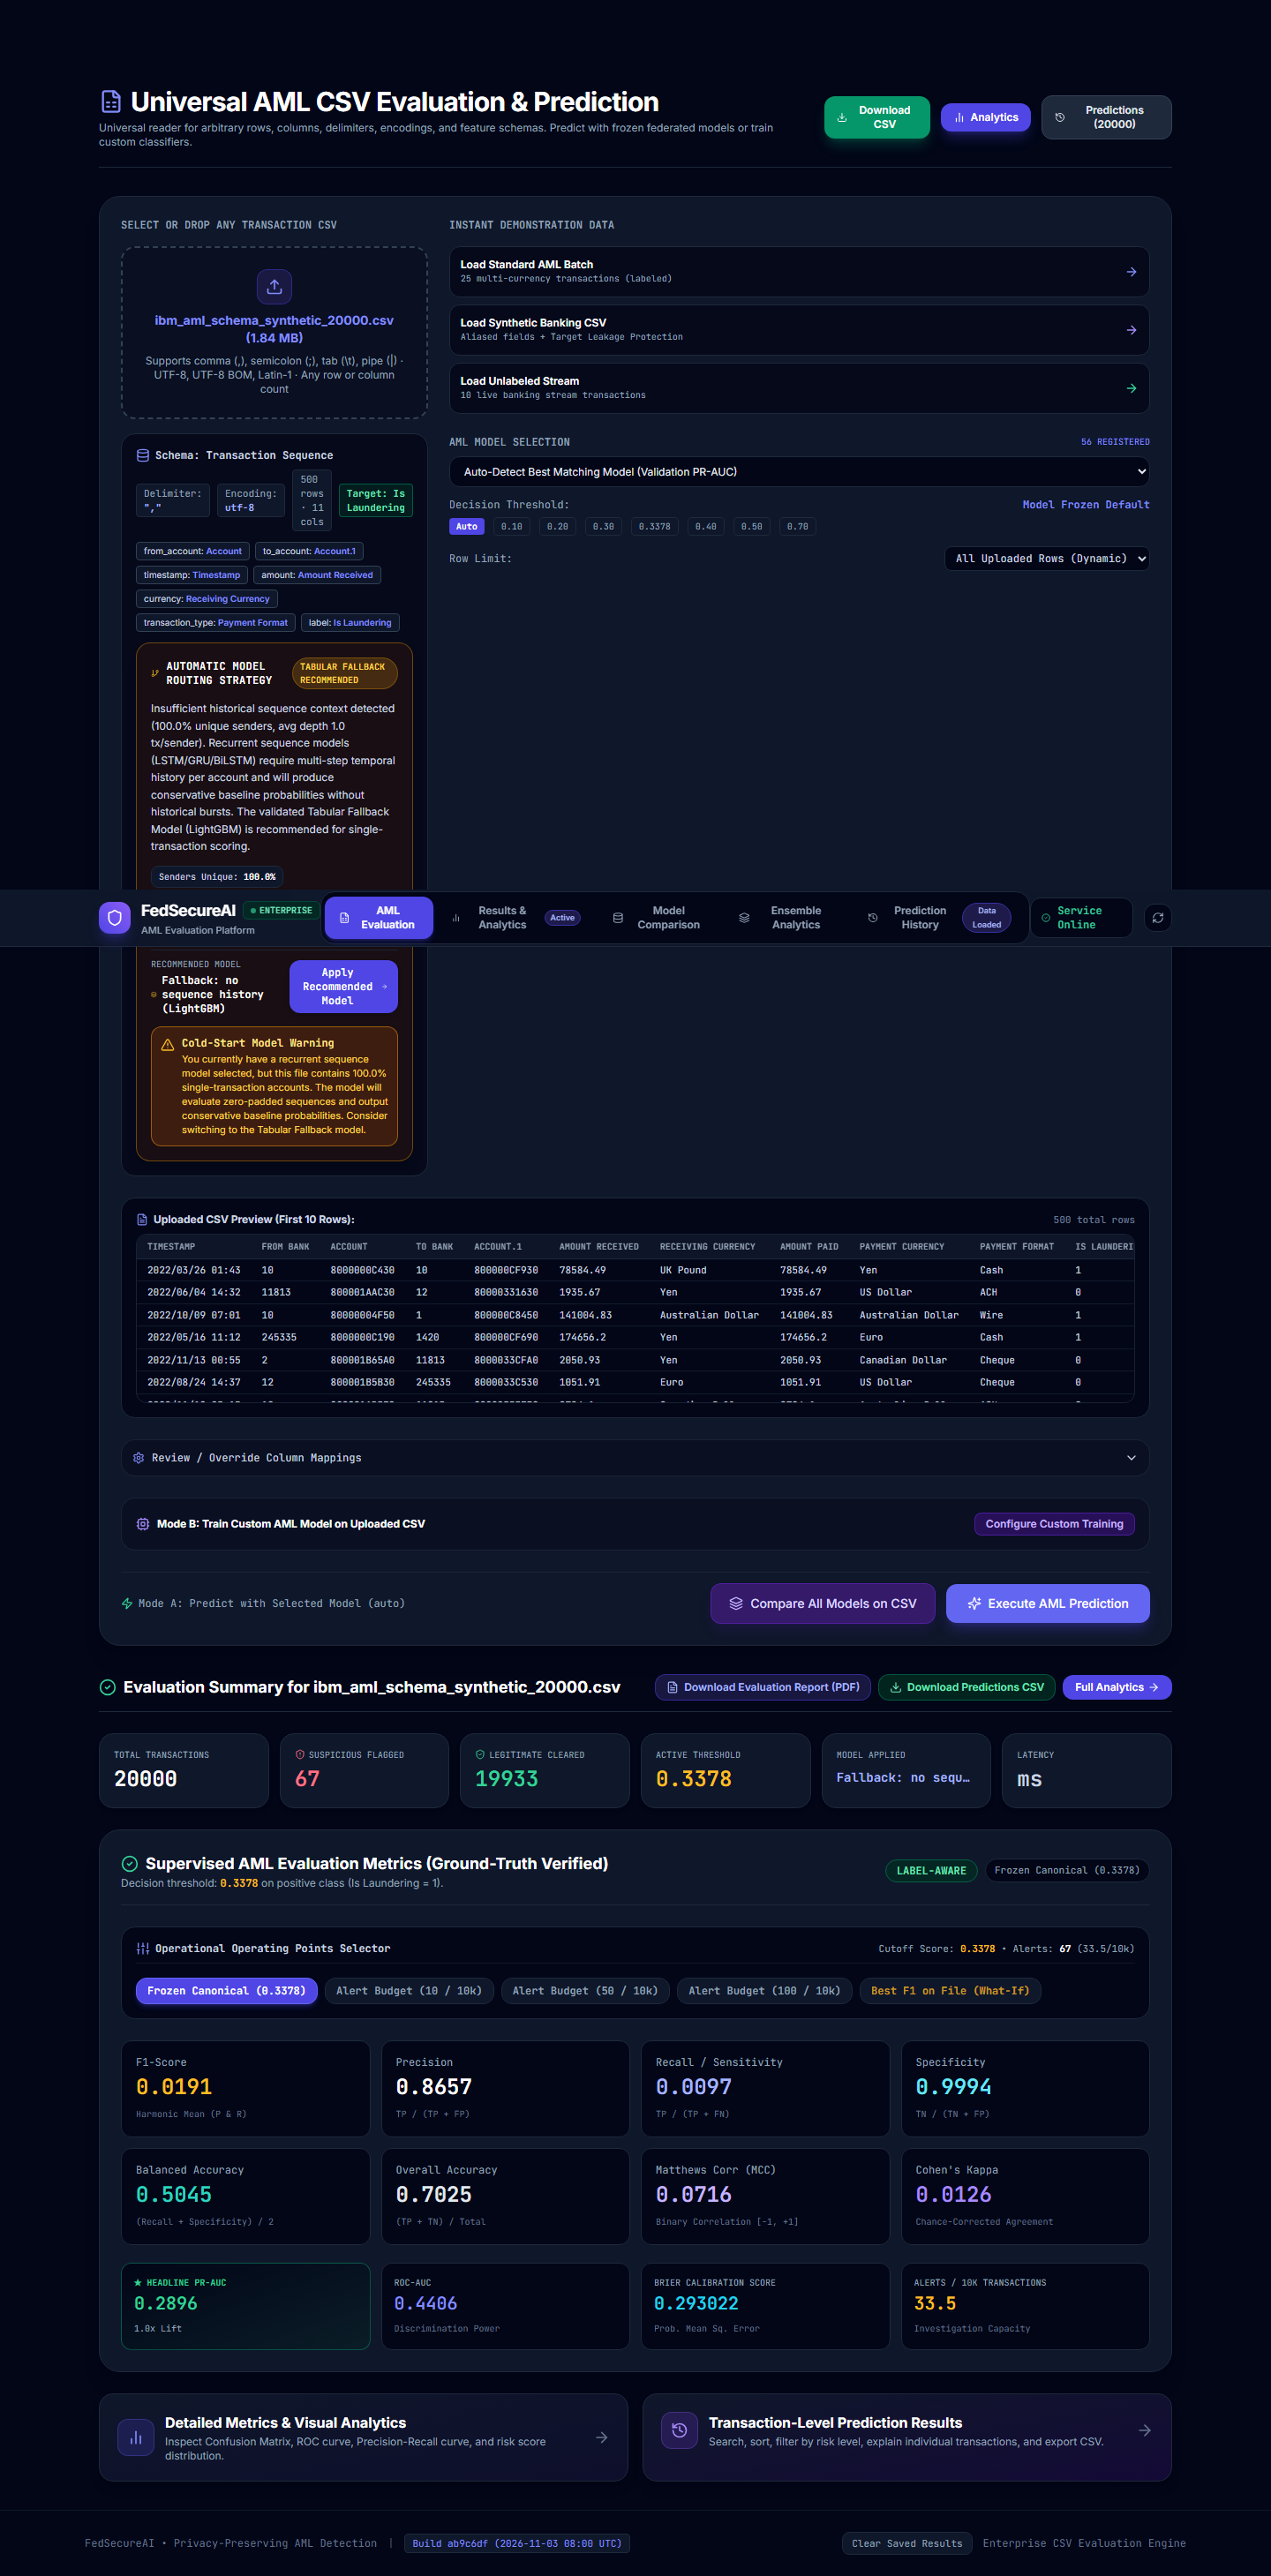 Universal AML CSV Evaluation & Prediction
Universal reader for arbitrary rows, columns, delimiters, encodings, and feature schemas. Predict with frozen federated models or train
custom classifiers.
Download
CSV
Analytics
Predictions
(20000)
SELECT OR DROP ANY TRANSACTION CSV
ibm_aml_schema_synthetic_20000.csv
(1.84 MB)
Supports comma (,), semicolon (;), tab (\t), pipe (|) ·
UTF-8, UTF-8 BOM, Latin-1 · Any row or column
count
Schema: Transaction Sequence
Delimiter:
","
Encoding:
utf-8
500
rows
· 11
cols
Target: Is
Laundering
from_account: Account
to_account: Account.1
timestamp: Timestamp
amount: Amount Received
currency: Receiving Currency
transaction_type: Payment Format
label: Is Laundering
AUTOMATIC MODEL
ROUTING STRATEGY
TABULAR FALLBACK
RECOMMENDED
Insufficient historical sequence context detected
(100.0% unique senders, avg depth 1.0
tx/sender). Recurrent sequence models
(LSTM/GRU/BiLSTM) require multi-step temporal
history per account and will produce
conservative baseline probabilities without
historical bursts. The validated Tabular Fallback
Model (LightGBM) is recommended for single-
transaction scoring.
Senders Unique: 100.0%
INSTANT DEMONSTRATION DATA
Load Standard AML Batch
25 multi-currency transactions (labeled)
Load Synthetic Banking CSV
Aliased fields + Target Leakage Protection
Load Unlabeled Stream
10 live banking stream transactions
AML MODEL SELECTION
56 REGISTERED
Auto-Detect Best Matching Model (Validation PR-AUC)
Decision Threshold:
Model Frozen Default
Auto 0.10 0.20 0.30 0.3378 0.40 0.50 0.70
Row Limit:
All Uploaded Rows (Dynamic)
FedSecureAI
ENTERPRISE
AML Evaluation Platform
AML
Evaluation
Results &
Analytics
Active
Model
Comparison
Ensemble
Analytics
Prediction
History
Data
Loaded
Service
Online
RECOMMENDED MODEL
Fallback: no
sequence history
(LightGBM)
Apply
Recommended
Model
Cold-Start Model Warning
You currently have a recurrent sequence
model selected, but this file contains 100.0%
single-transaction accounts. The model will
evaluate zero-padded sequences and output
conservative baseline probabilities. Consider
switching to the Tabular Fallback model.
Uploaded CSV Preview (First 10 Rows):
500 total rows
TIMESTAMP FROM BANK ACCOUNT TO BANK ACCOUNT.1 AMOUNT RECEIVED RECEIVING CURRENCY AMOUNT PAID PAYMENT CURRENCY PAYMENT FORMAT IS LAUNDERI
2022/03/26 01:43 10 8000000C430 10 800000CF930 78584.49 UK Pound 78584.49 Yen Cash 1
2022/06/04 14:32 11813 800001AAC30 12 80000331630 1935.67 Yen 1935.67 US Dollar ACH 0
2022/10/09 07:01 10 80000004F50 1 800000C8450 141004.83 Australian Dollar 141004.83 Australian Dollar Wire 1
2022/05/16 11:12 245335 8000000C190 1420 800000CF690 174656.2 Yen 174656.2 Euro Cash 1
2022/11/13 00:55 2 800001B65A0 11813 8000033CFA0 2050.93 Yen 2050.93 Canadian Dollar Cheque 0
2022/08/24 14:37 12 800001B5B30 245335 8000033C530 1051.91 Euro 1051.91 US Dollar Cheque 0
Review / Override Column Mappings
Mode B: Train Custom AML Model on Uploaded CSV
Configure Custom Training
Mode A: Predict with Selected Model (auto)
Compare All Models on CSV
Execute AML Prediction
Evaluation Summary for ibm_aml_schema_synthetic_20000.csv
Download Evaluation Report (PDF)
Download Predictions CSV
Full Analytics
TOTAL TRANSACTIONS
20000
SUSPICIOUS FLAGGED
67
LEGITIMATE CLEARED
19933
ACTIVE THRESHOLD
0.3378
MODEL APPLIED
Fallback: no sequ…
LATENCY
ms
Supervised AML Evaluation Metrics (Ground-Truth Verified)
Decision threshold: 0.3378 on positive class (Is Laundering = 1).
LABEL-AWARE
Frozen Canonical (0.3378)
Operational Operating Points Selector
Cutoff Score: 0.3378 • Alerts: 67 (33.5/10k)
Frozen Canonical (0.3378)
Alert Budget (10 / 10k)
Alert Budget (50 / 10k)
Alert Budget (100 / 10k)
Best F1 on File (What-If)
F1-Score
0.0191
Harmonic Mean (P & R)
Precision
0.8657
TP / (TP + FP)
Recall / Sensitivity
0.0097
TP / (TP + FN)
Specificity
0.9994
TN / (TN + FP)
Balanced Accuracy
0.5045
(Recall + Specificity) / 2
Overall Accuracy
0.7025
(TP + TN) / Total
Matthews Corr (MCC)
0.0716
Binary Correlation [-1, +1]
Cohen's Kappa
0.0126
Chance-Corrected Agreement
★ HEADLINE PR-AUC
0.2896
1.0x Lift
ROC-AUC
0.4406
Discrimination Power
BRIER CALIBRATION SCORE
0.293022
Prob. Mean Sq. Error
ALERTS / 10K TRANSACTIONS
33.5
Investigation Capacity
Detailed Metrics & Visual Analytics
Inspect Confusion Matrix, ROC curve, Precision-Recall curve, and risk score
distribution.
Transaction-Level Prediction Results
Search, sort, filter by risk level, explain individual transactions, and export CSV.
FedSecureAI • Privacy-Preserving AML Detection | Build ab9c6df (2026-11-03 08:00 UTC)
Clear Saved Results
Enterprise CSV Evaluation Engine